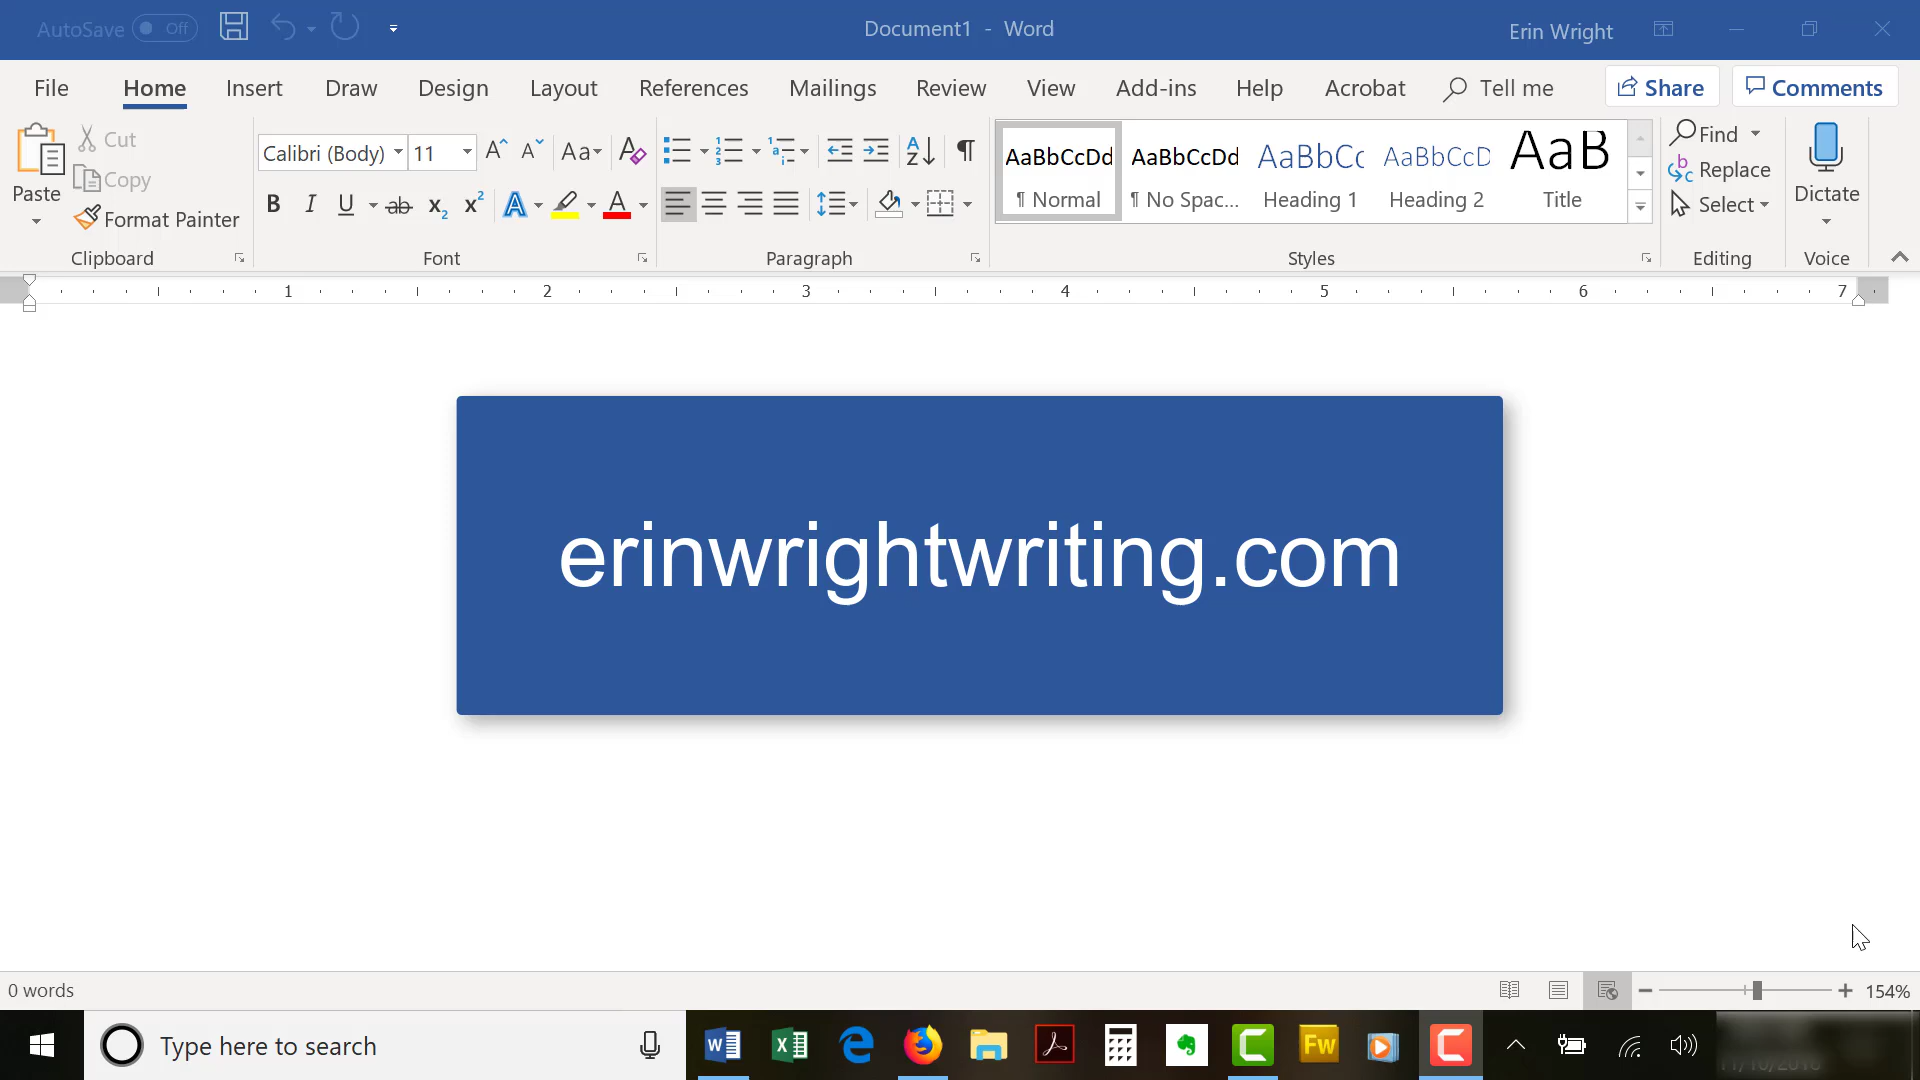 AutoSave Off Document1 - Word Erin Wright
File Home Insert Draw Design Layout References Mailings Review View Add-ins Help Acrobat Tell me Share Comments
Paste Cut Copy Format Painter
Clipboard
Calibri (Body) 11
Font
Paragraph
AaBbCcDd AaBbCcDd AaBbCc AaBbCcD AaB
¶ Normal ¶ No Spac... Heading 1 Heading 2 Title
Styles
Find
Replace
Select
Editing
Dictate
Voice
1 2 3 4 5 6 7
erinwrightwriting.com
0 words 154%
Type here to search